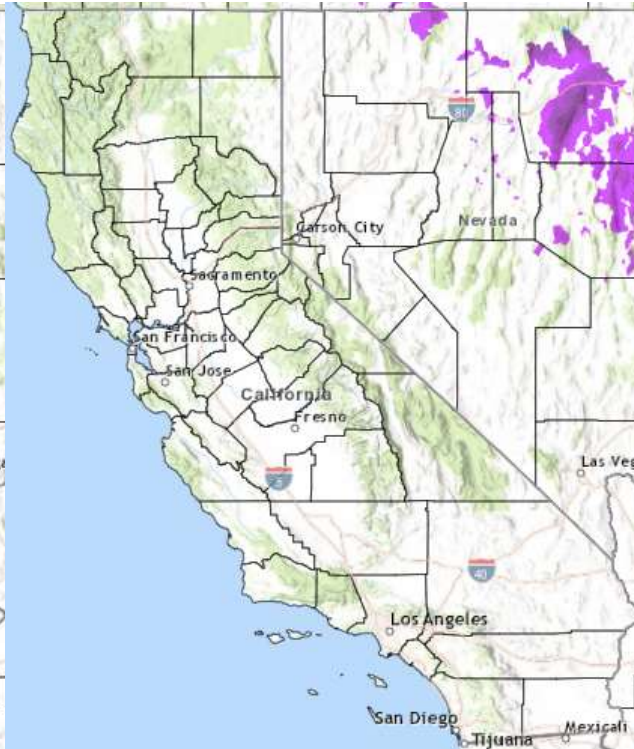 80
Carson City
Nevada
Sacramento
San Francisco
San Jose
California
Fresno
5
Las Veg
40
Los Angeles
San Diego
Tijuana
Mexicali